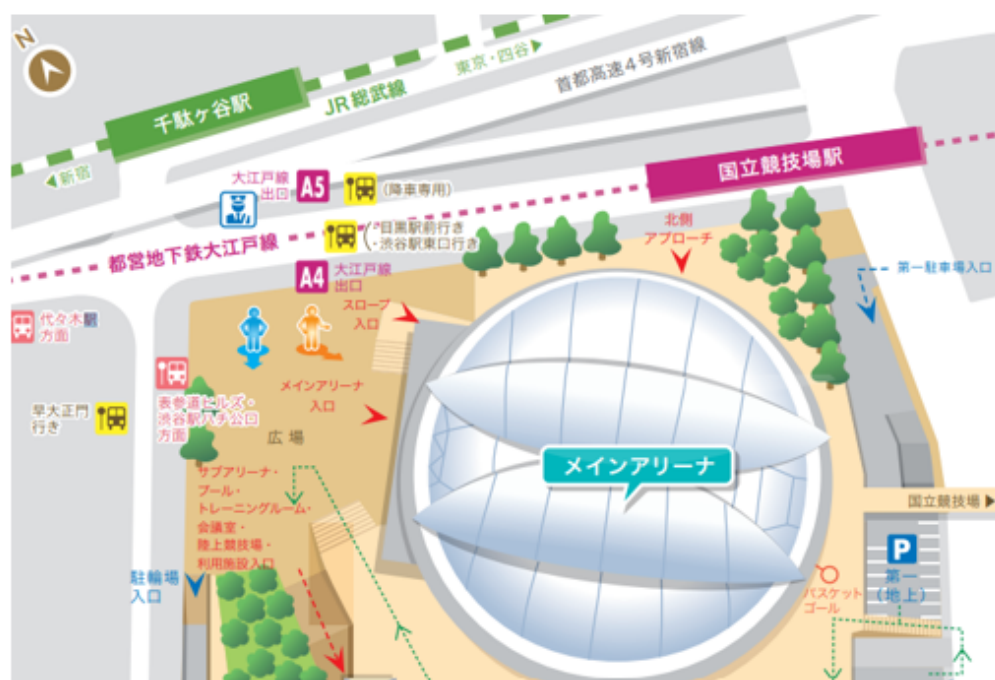 N
千駄ヶ谷駅
JR総武線
東京・四谷▶
首都高速4号新宿線
◀新宿
国立競技場駅
大江戸線
出口
A5
(降車専用)
都営地下鉄大江戸線
・目黒駅前行き
・渋谷駅東口行き
A4
大江戸線
出口
北側
アプローチ
第一駐車場入口
スロープ
入口
代々木駅
方面
表参道ヒルズ・
渋谷駅ハチ公口
方面
メインアリーナ
入口
早大正門
行き
広場
メインアリーナ
サブアリーナ・
プール・
トレーニングルーム・
会議室・
陸上競技場・
利用施設入口
国立競技場▶
駐輪場
入口
P
第一
(地上)
バスケット
ゴール